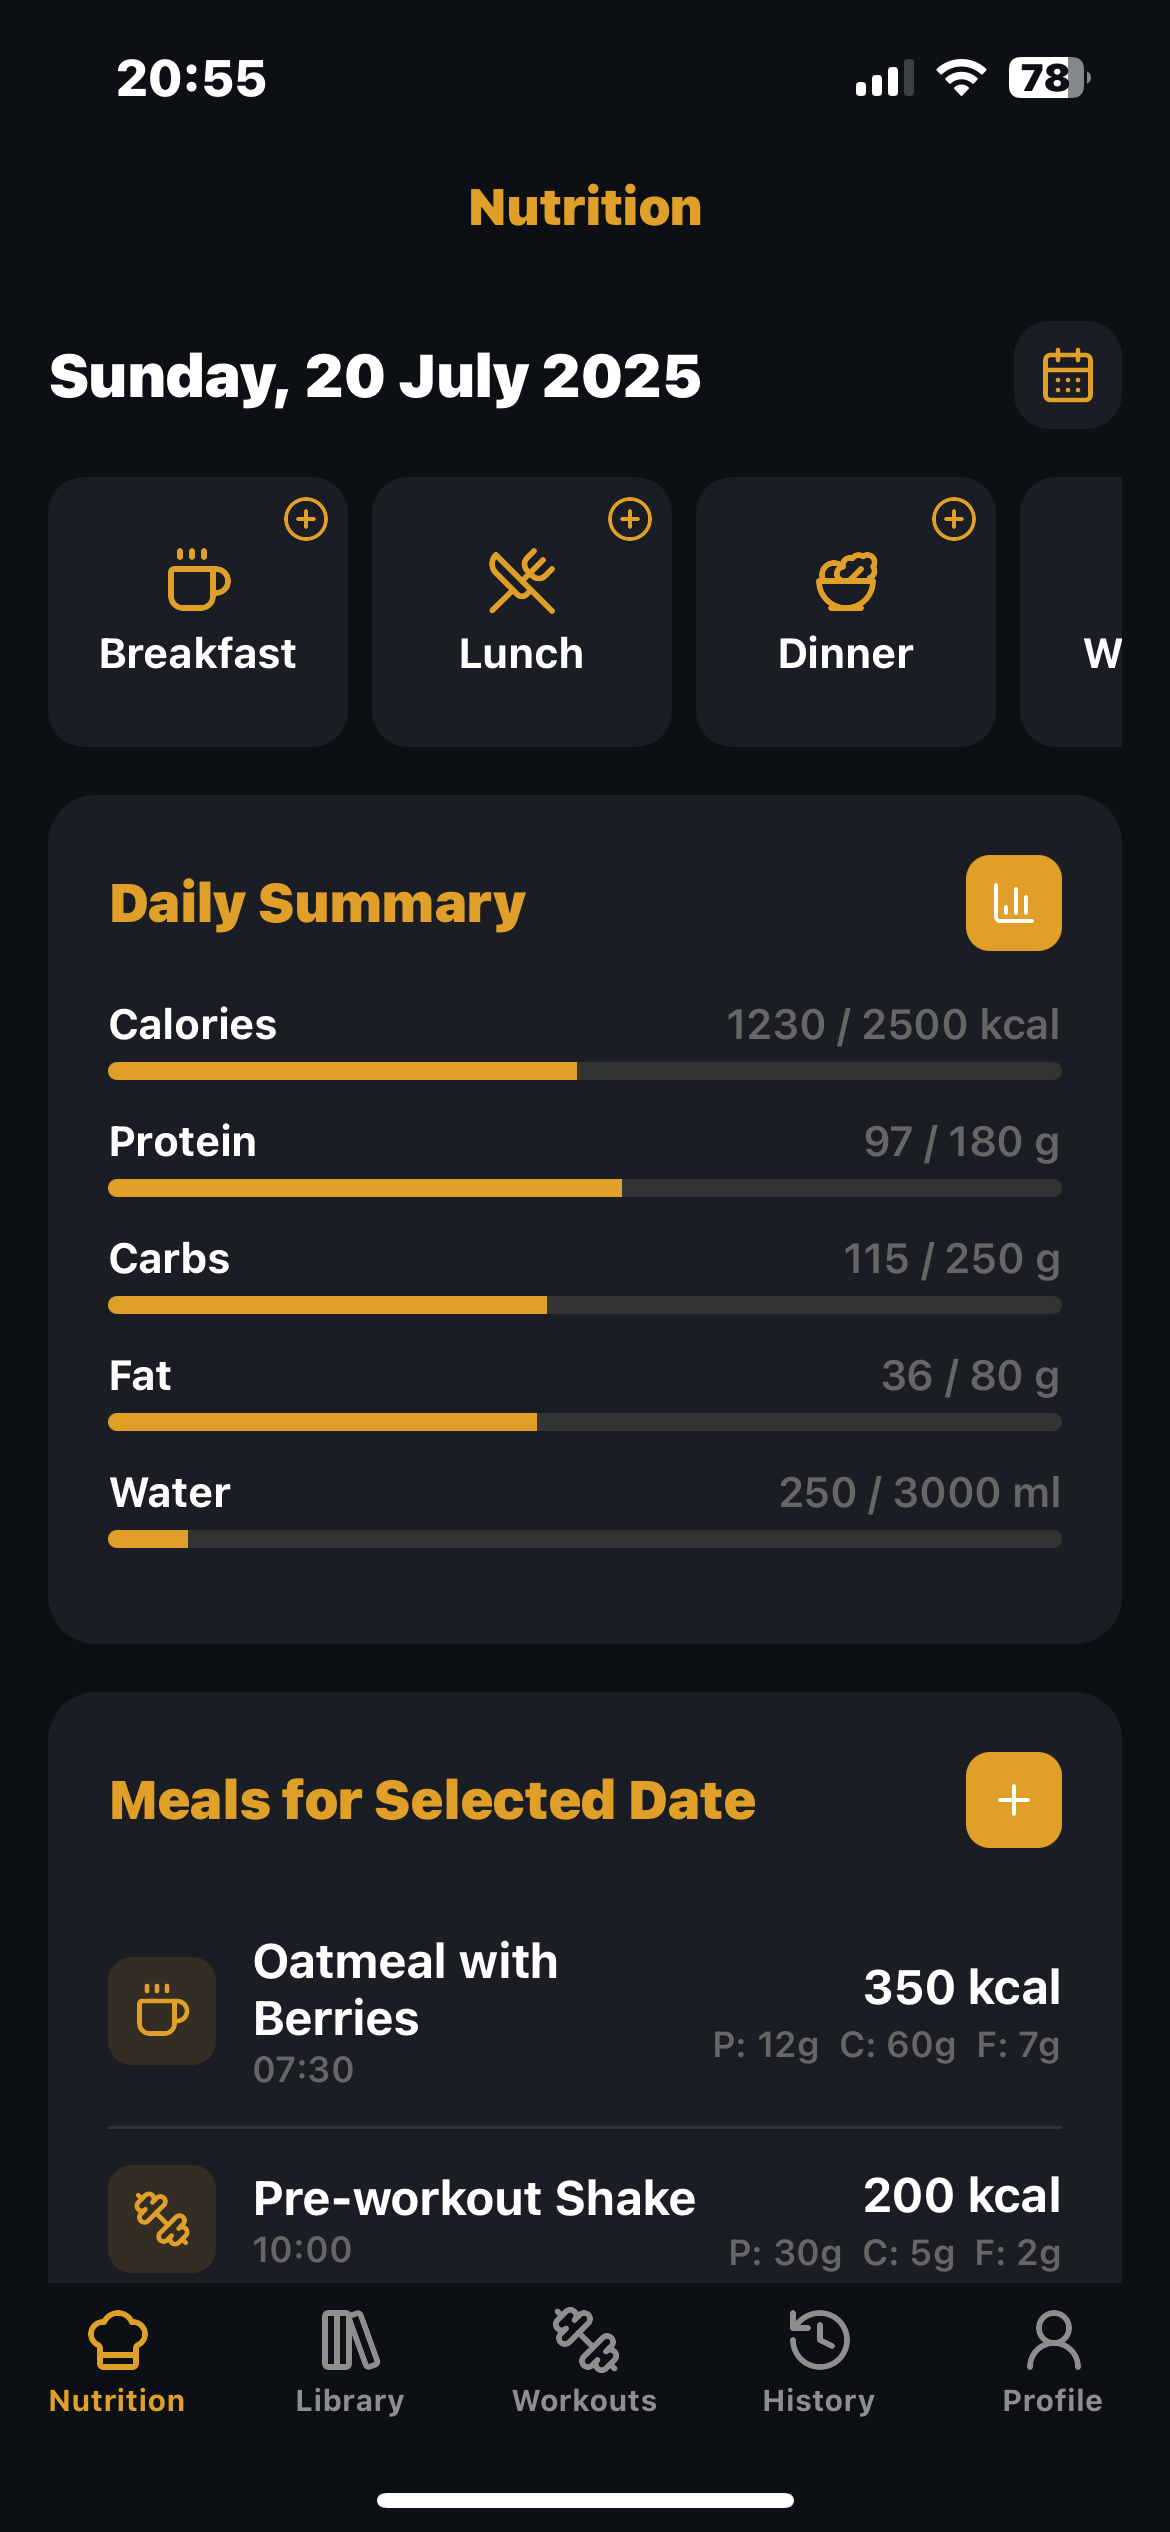 20:55
78
Nutrition
Sunday, 20 July 2025
Breakfast
Lunch
Dinner
W
Daily Summary
Calories 1230 / 2500 kcal
Protein 97 / 180 g
Carbs 115 / 250 g
Fat 36 / 80 g
Water 250 / 3000 ml
Meals for Selected Date
Oatmeal with
Berries
07:30
350 kcal
P: 12g C: 60g F: 7g
Pre-workout Shake
10:00
200 kcal
P: 30g C: 5g F: 2g
Nutrition
Library
Workouts
History
Profile